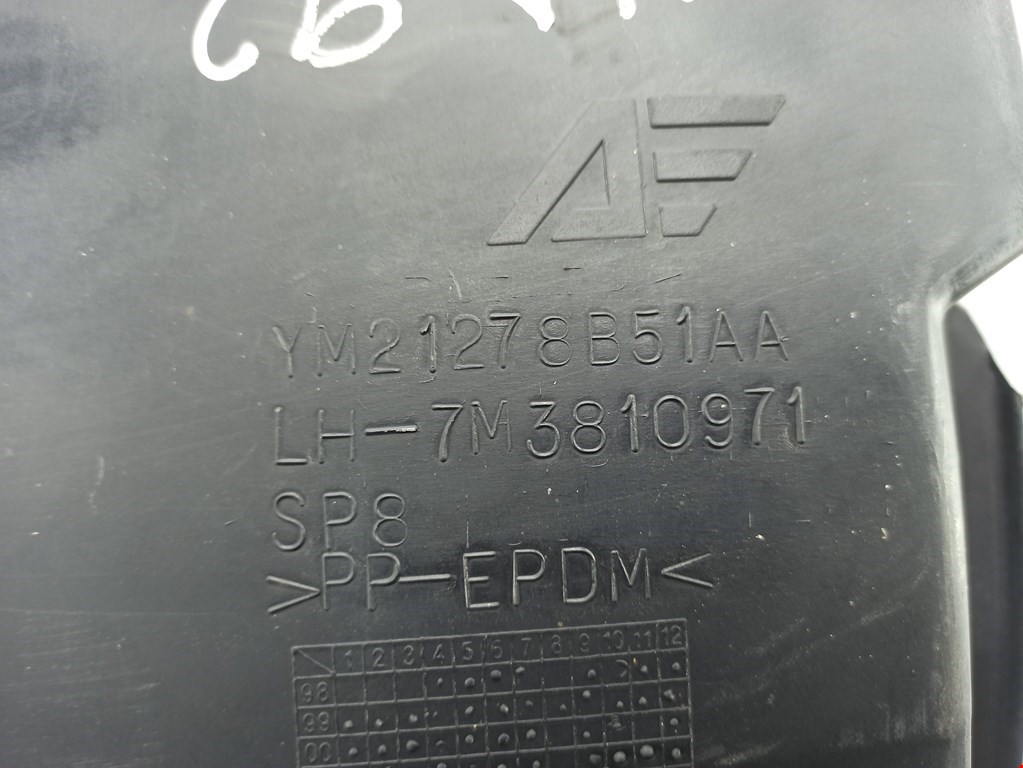 AF
YM21278B51AA
LH-7M3810971
SP8
>PP-EPDM<
1 2 3 4 5 6 7 8 9 10 11 12
98
99
00